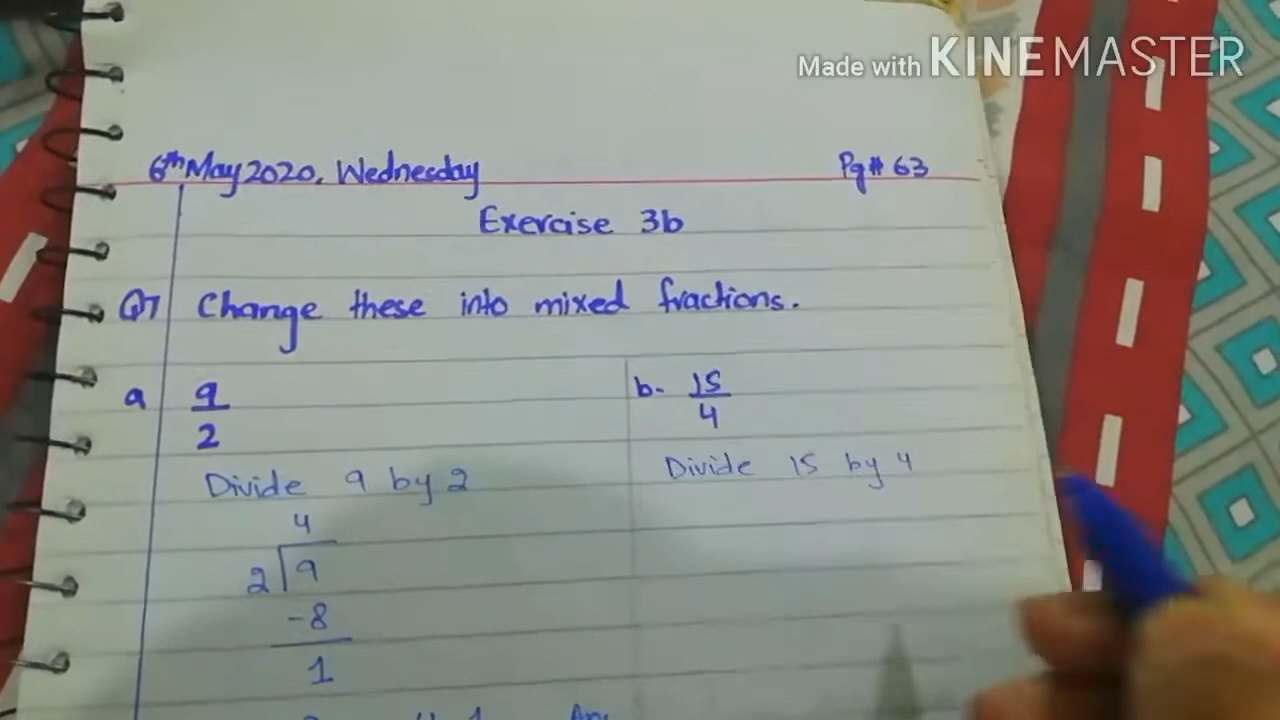 Made with KINEMASTER
6th May 2020, Wednesday Pg# 63
Exercise 3b
Q7 Change these into mixed fractions.
a 9
2
Divide 9 by 2
4
2 9
-8
1
b. 15
4
Divide 15 by 4